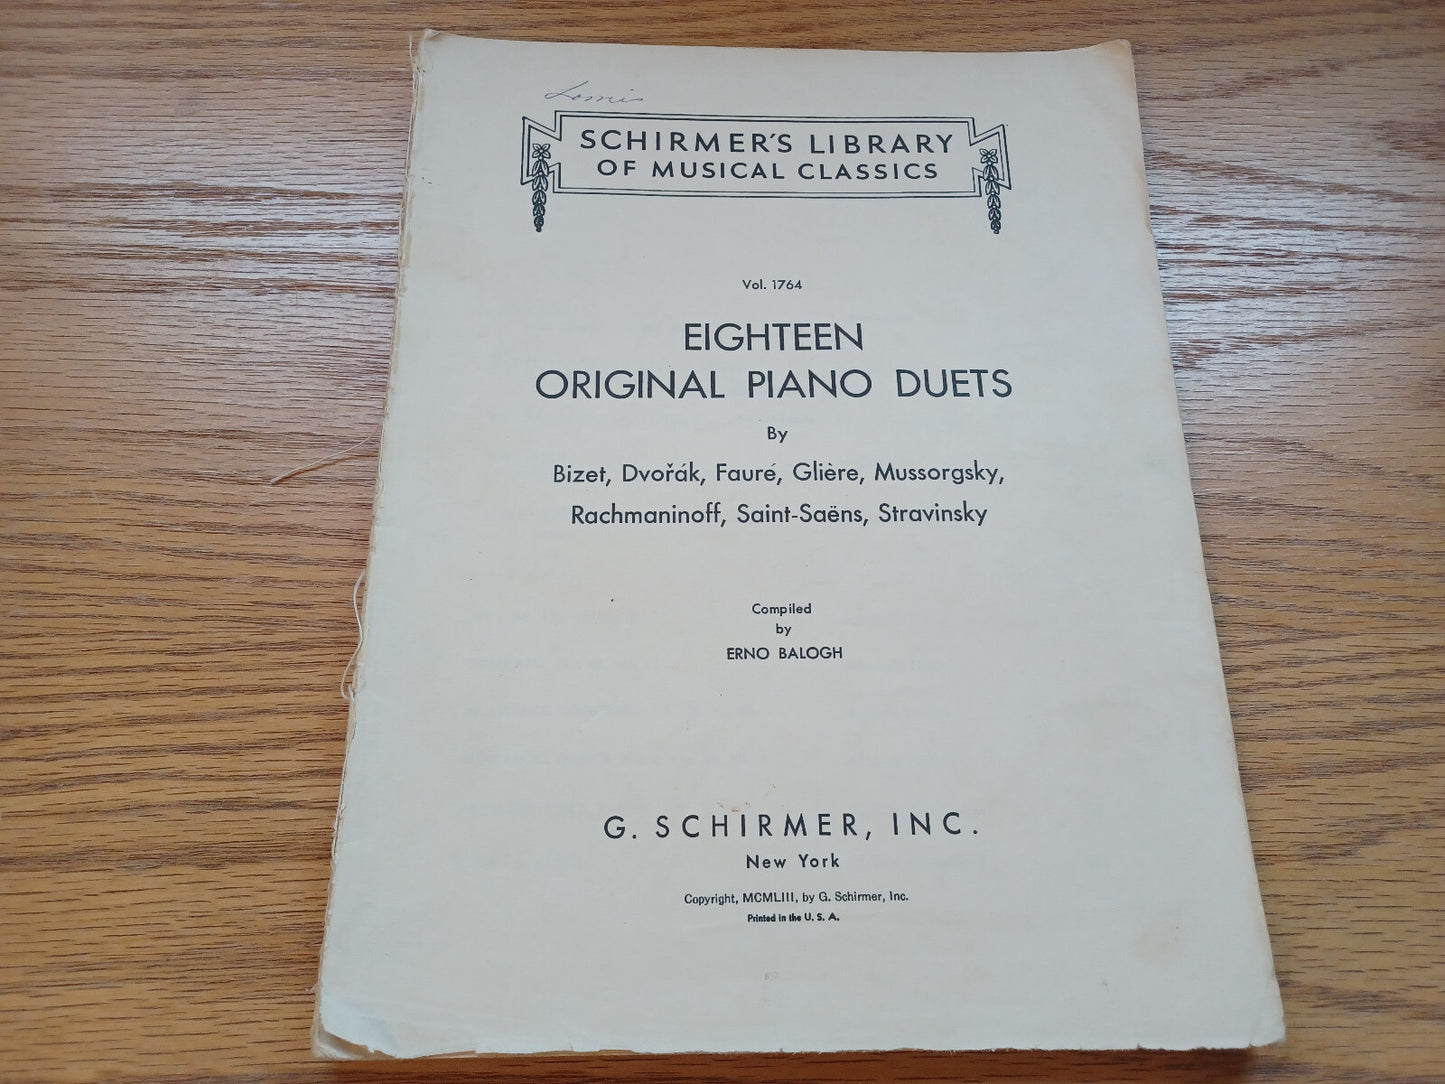 SCHIRMER'S LIBRARY
OF MUSICAL CLASSICS
Vol. 1764
EIGHTEEN
ORIGINAL PIANO DUETS
By
Bizet, Dvořák, Fauré, Glière, Mussorgsky,
Rachmaninoff, Saint-Saëns, Stravinsky
Compiled
by
ERNO BALOGH
G. SCHIRMER, INC.
New York
Copyright, MCMLIII, by G. Schirmer, Inc.
Printed in the U. S. A.